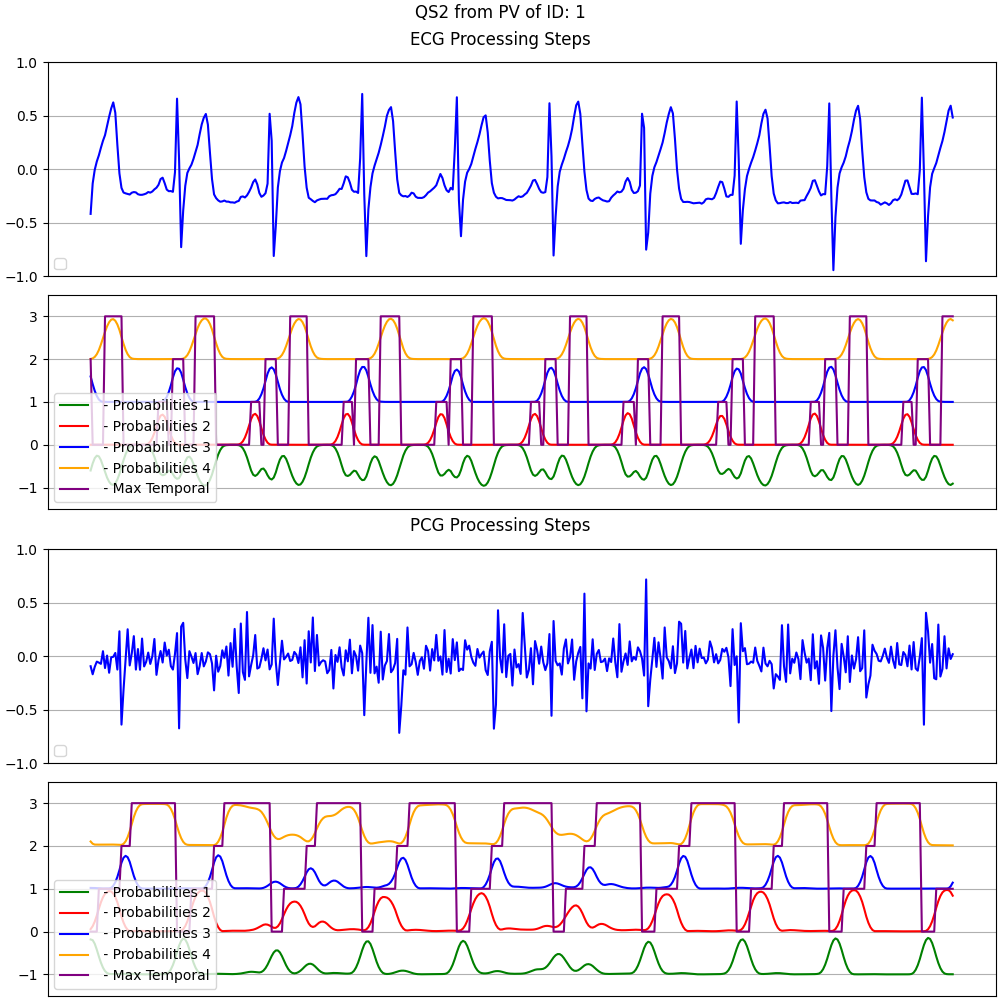 QS2 from PV of ID: 1
ECG Processing Steps
1.0
0.5
0.0
−0.5
−1.0
3
2
1
0
−1
- Probabilities 1
- Probabilities 2
- Probabilities 3
- Probabilities 4
- Max Temporal
PCG Processing Steps
1.0
0.5
0.0
−0.5
−1.0
3
2
1
0
−1
- Probabilities 1
- Probabilities 2
- Probabilities 3
- Probabilities 4
- Max Temporal